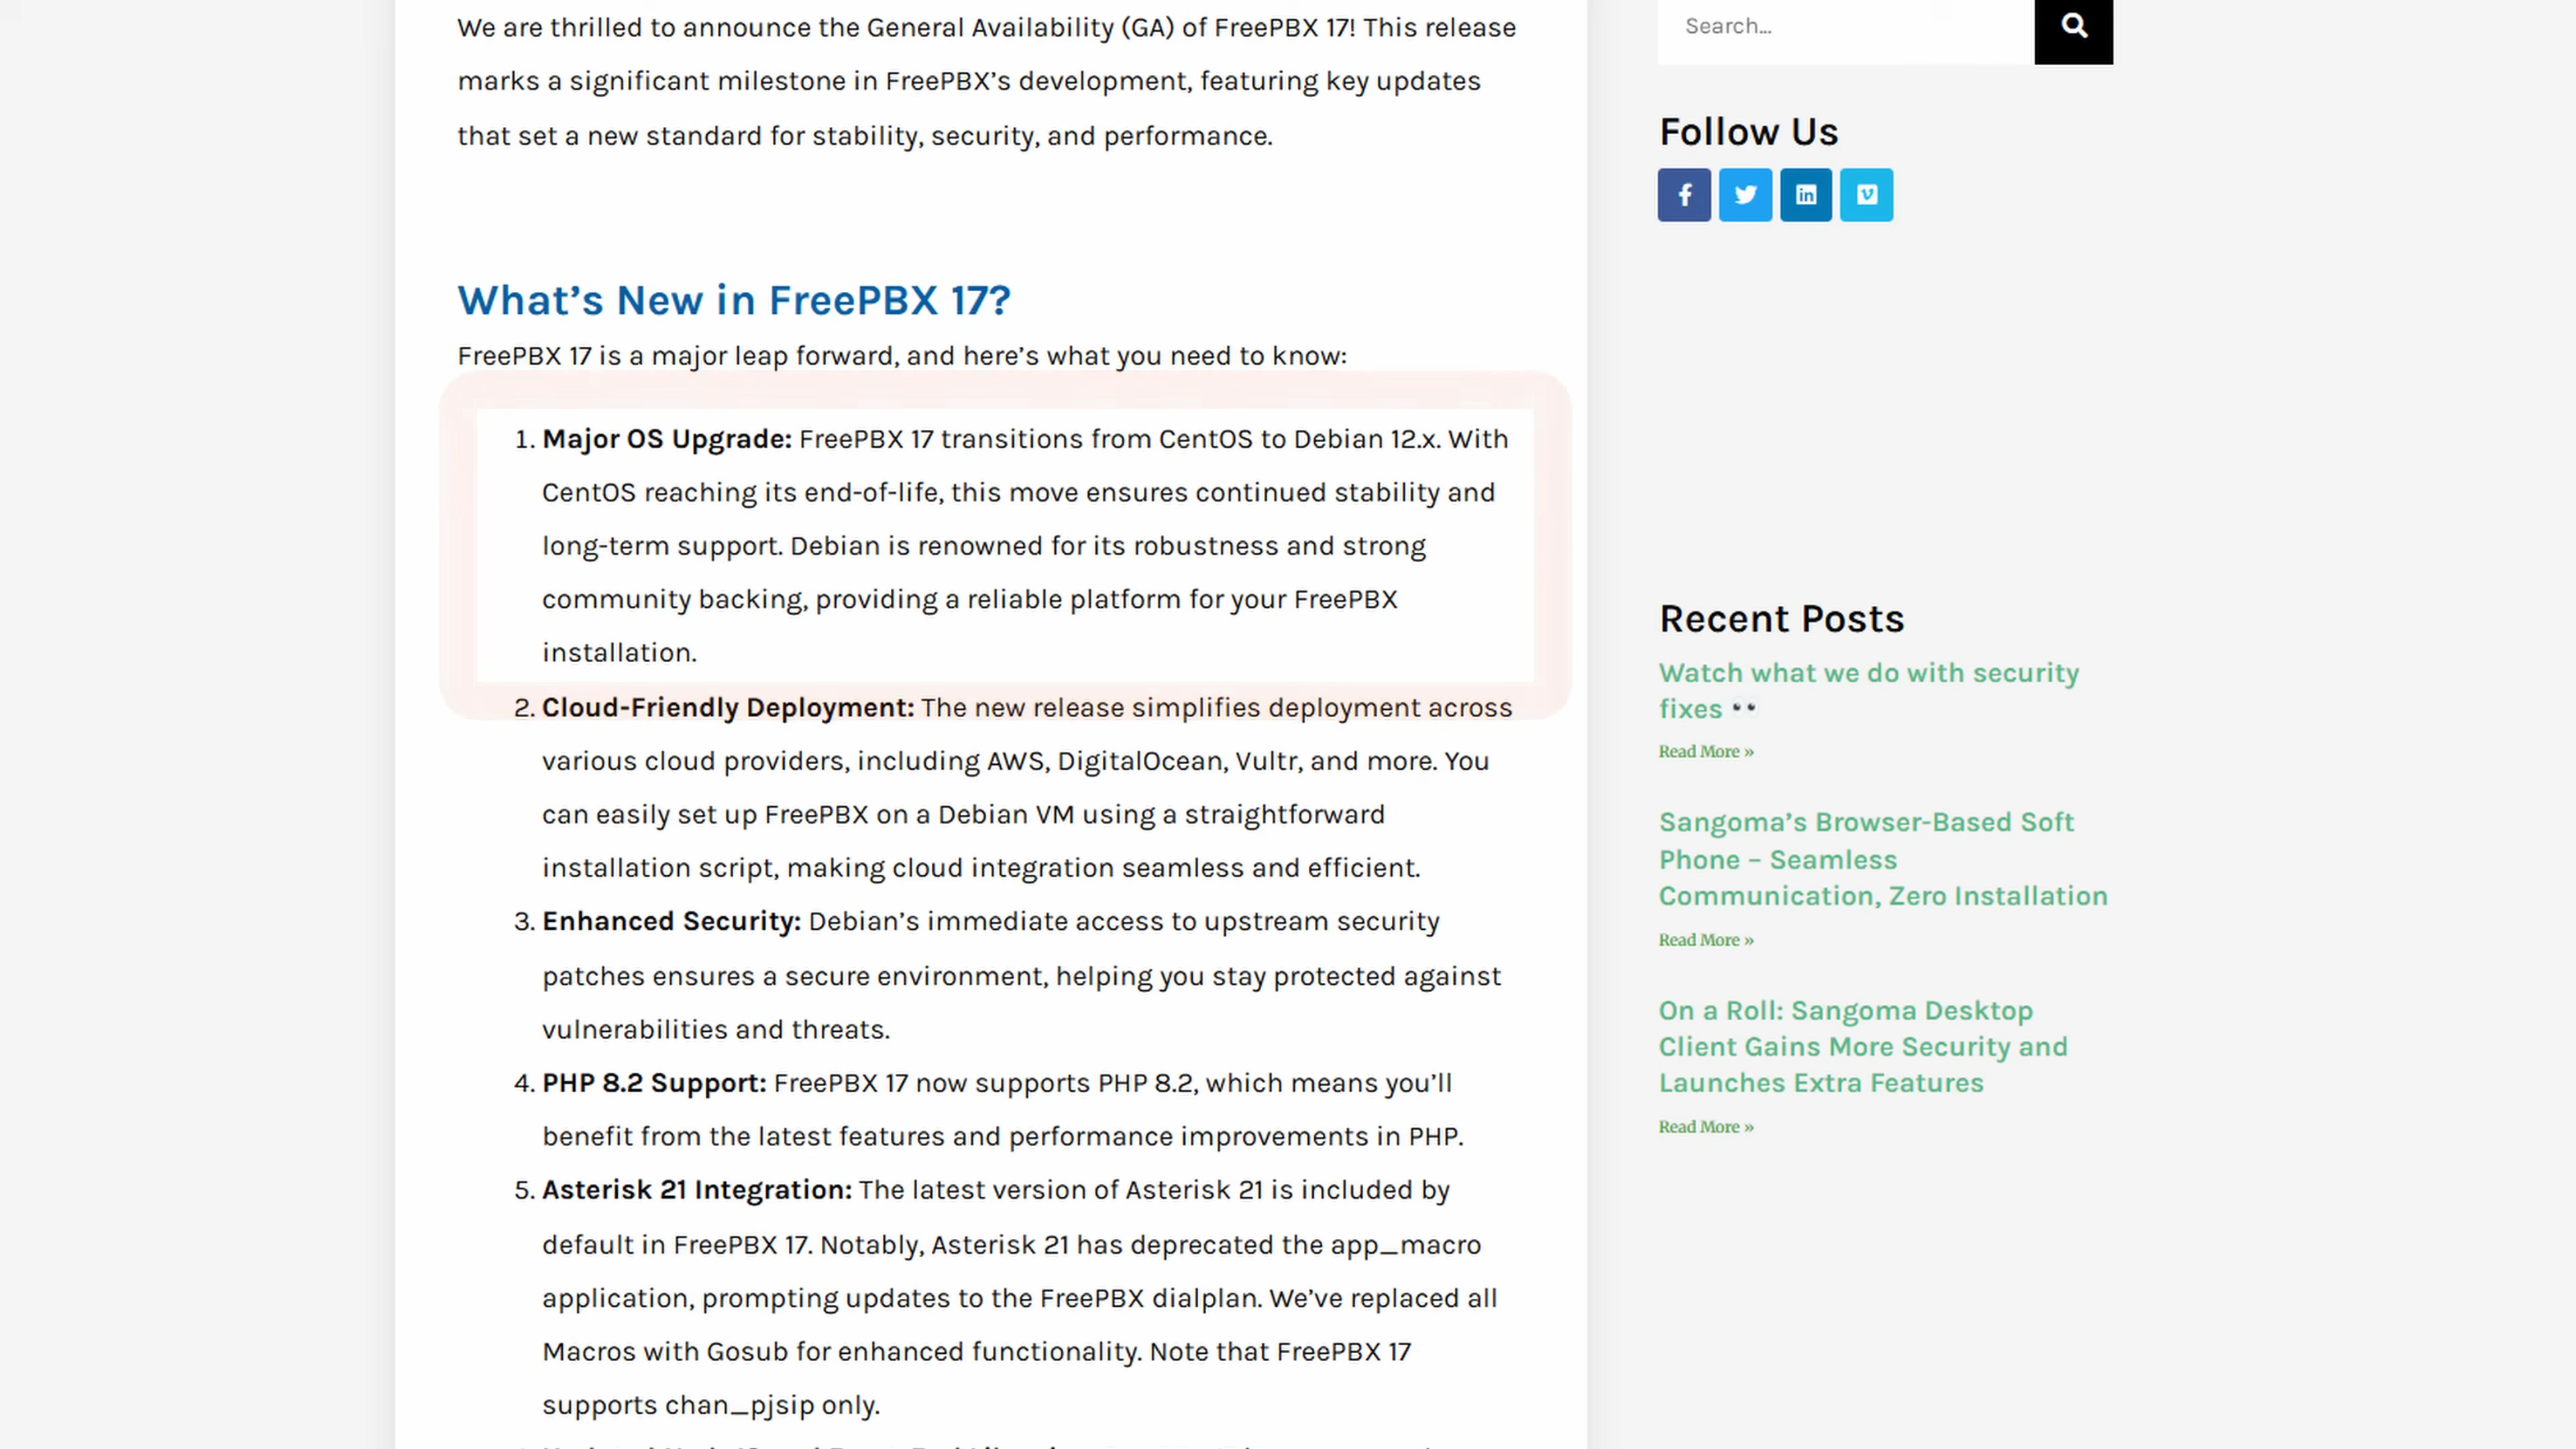 We are thrilled to announce the General Availability (GA) of FreePBX 17! This release
marks a significant milestone in FreePBX’s development, featuring key updates
that set a new standard for stability, security, and performance.
What’s New in FreePBX 17?
FreePBX 17 is a major leap forward, and here’s what you need to know:
1. Major OS Upgrade: FreePBX 17 transitions from CentOS to Debian 12.x. With
CentOS reaching its end-of-life, this move ensures continued stability and
long-term support. Debian is renowned for its robustness and strong
community backing, providing a reliable platform for your FreePBX
installation.
2. Cloud-Friendly Deployment: The new release simplifies deployment across
various cloud providers, including AWS, DigitalOcean, Vultr, and more. You
can easily set up FreePBX on a Debian VM using a straightforward
installation script, making cloud integration seamless and efficient.
3. Enhanced Security: Debian’s immediate access to upstream security
patches ensures a secure environment, helping you stay protected against
vulnerabilities and threats.
4. PHP 8.2 Support: FreePBX 17 now supports PHP 8.2, which means you’ll
benefit from the latest features and performance improvements in PHP.
5. Asterisk 21 Integration: The latest version of Asterisk 21 is included by
default in FreePBX 17. Notably, Asterisk 21 has deprecated the app_macro
application, prompting updates to the FreePBX dialplan. We’ve replaced all
Macros with Gosub for enhanced functionality. Note that FreePBX 17
supports chan_pjsip only.
Search...
Follow Us
Recent Posts
Watch what we do with security
fixes 👀
Read More »
Sangoma’s Browser-Based Soft
Phone – Seamless
Communication, Zero Installation
Read More »
On a Roll: Sangoma Desktop
Client Gains More Security and
Launches Extra Features
Read More »